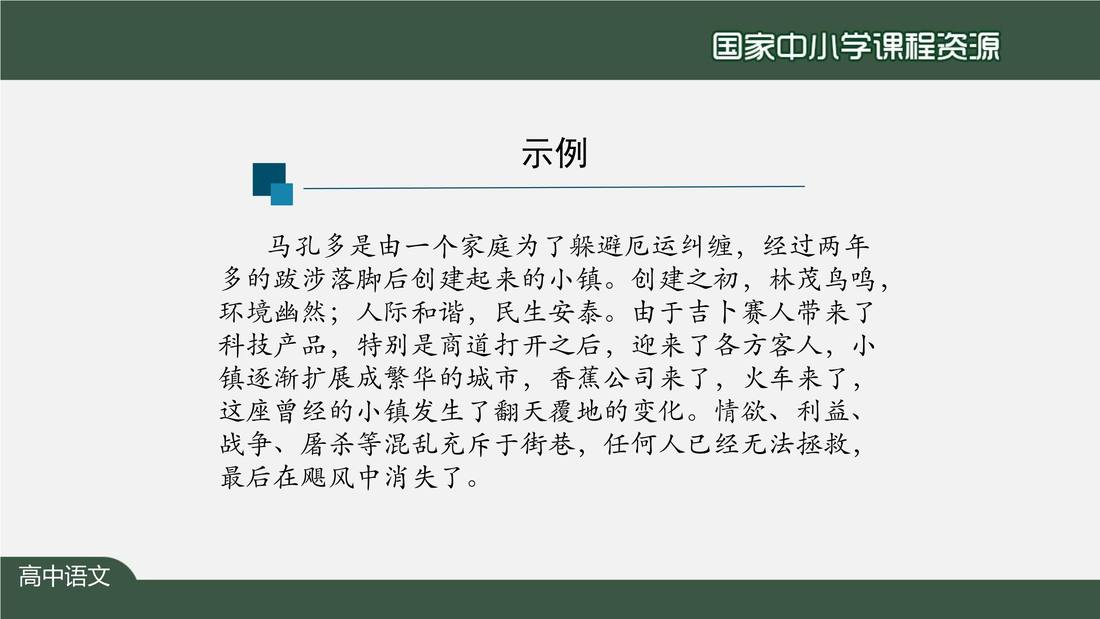 国家中小学课程资源
示例
马孔多是由一个家庭为了躲避厄运纠缠，经过两年
多的跋涉落脚后创建起来的小镇。创建之初，林茂鸟鸣，
环境幽然；人际和谐，民生安泰。由于吉卜赛人带来了
科技产品，特别是商道打开之后，迎来了各方客人，小
镇逐渐扩展成繁华的城市，香蕉公司来了，火车来了，
这座曾经的小镇发生了翻天覆地的变化。情欲、利益、
战争、屠杀等混乱充斥于街巷，任何人已经无法拯救，
最后在飓风中消失了。
高中语文